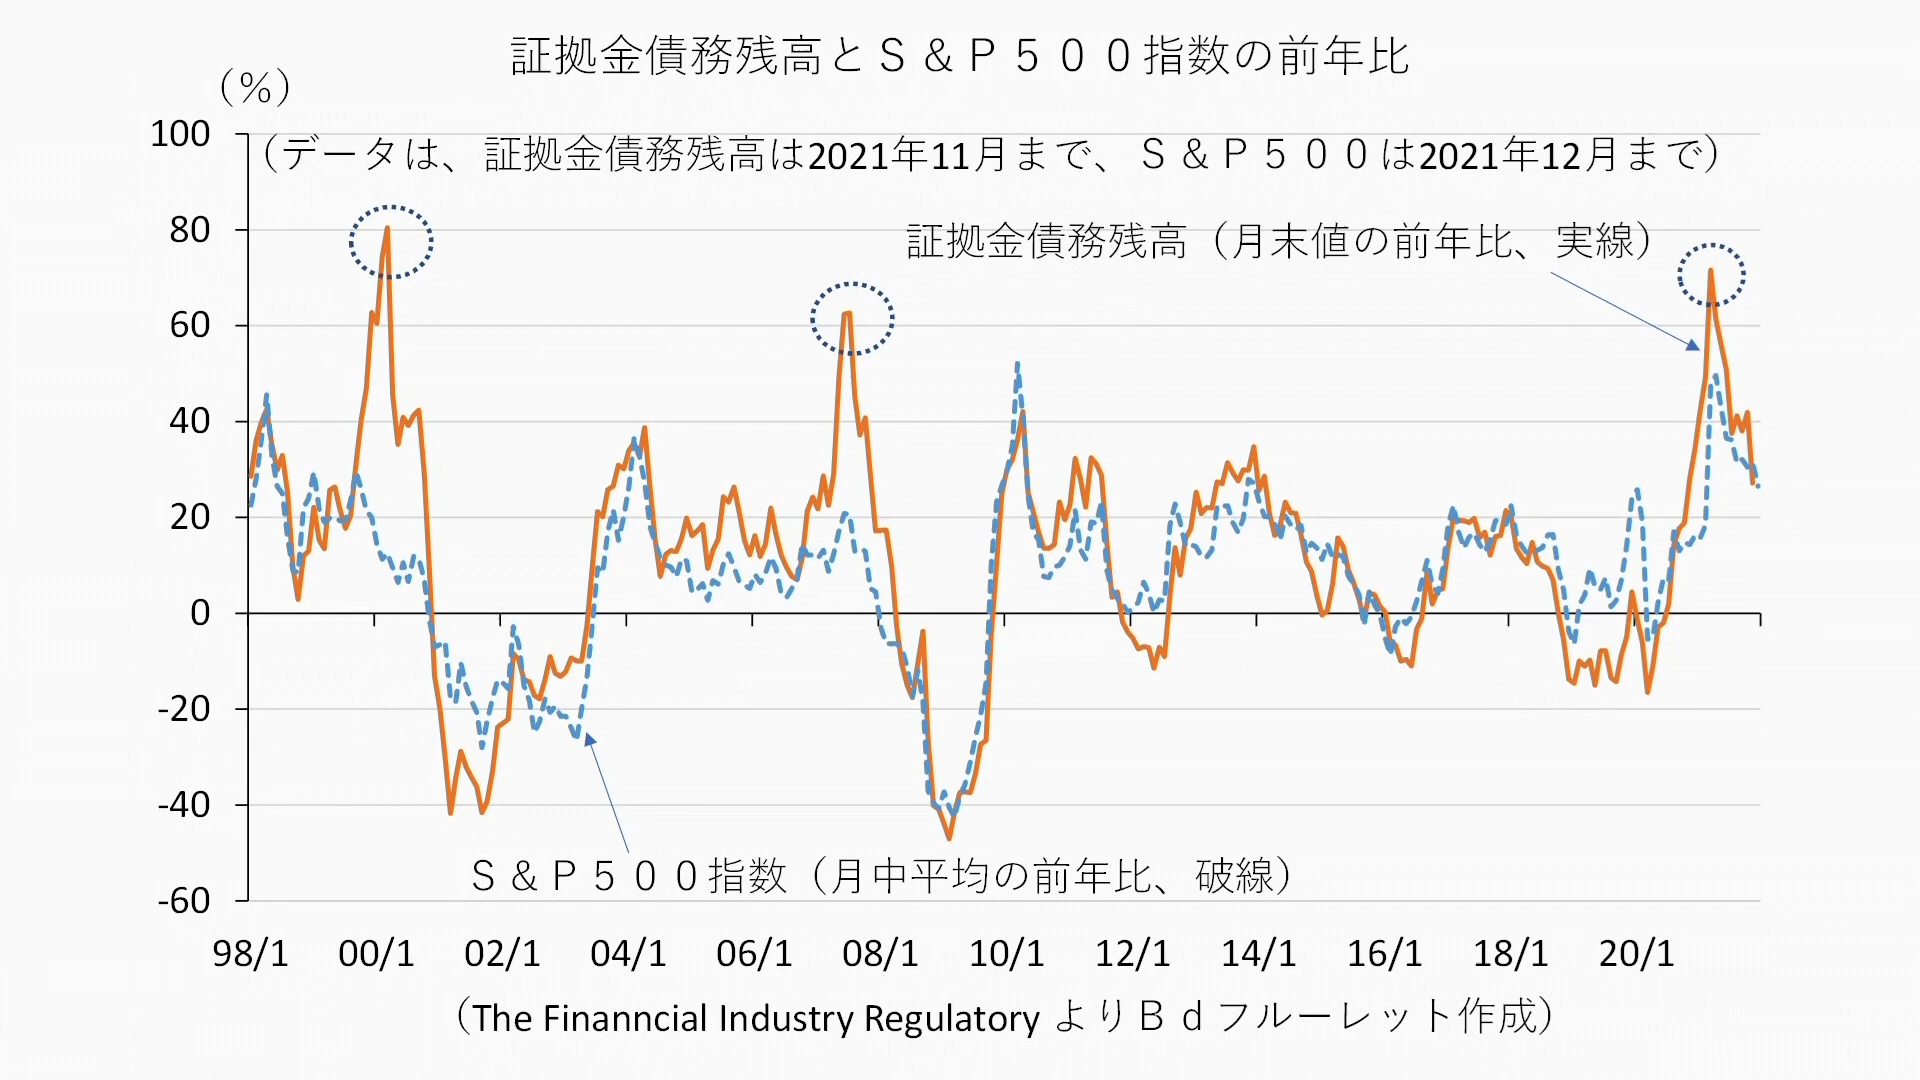 証拠金債務残高とＳ＆Ｐ５００指数の前年比
（％）
（データは、証拠金債務残高は2021年11月まで、Ｓ＆Ｐ５００は2021年12月まで）
証拠金債務残高（月末値の前年比、実線）
100
80
60
40
20
0
-20
-40
-60
Ｓ＆Ｐ５００指数（月中平均の前年比、破線）
98/1 00/1 02/1 04/1 06/1 08/1 10/1 12/1 14/1 16/1 18/1 20/1
（The Finanncial Industry Regulatory よりＢｄフルーレット作成）